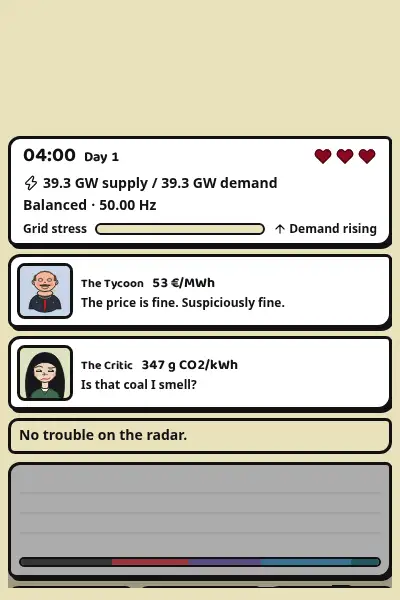 04:00 Day 1
39.3 GW supply / 39.3 GW demand
Balanced · 50.00 Hz
Grid stress ↑ Demand rising
The Tycoon 53 €/MWh
The price is fine. Suspiciously fine.
The Critic 347 g CO2/kWh
Is that coal I smell?
No trouble on the radar.